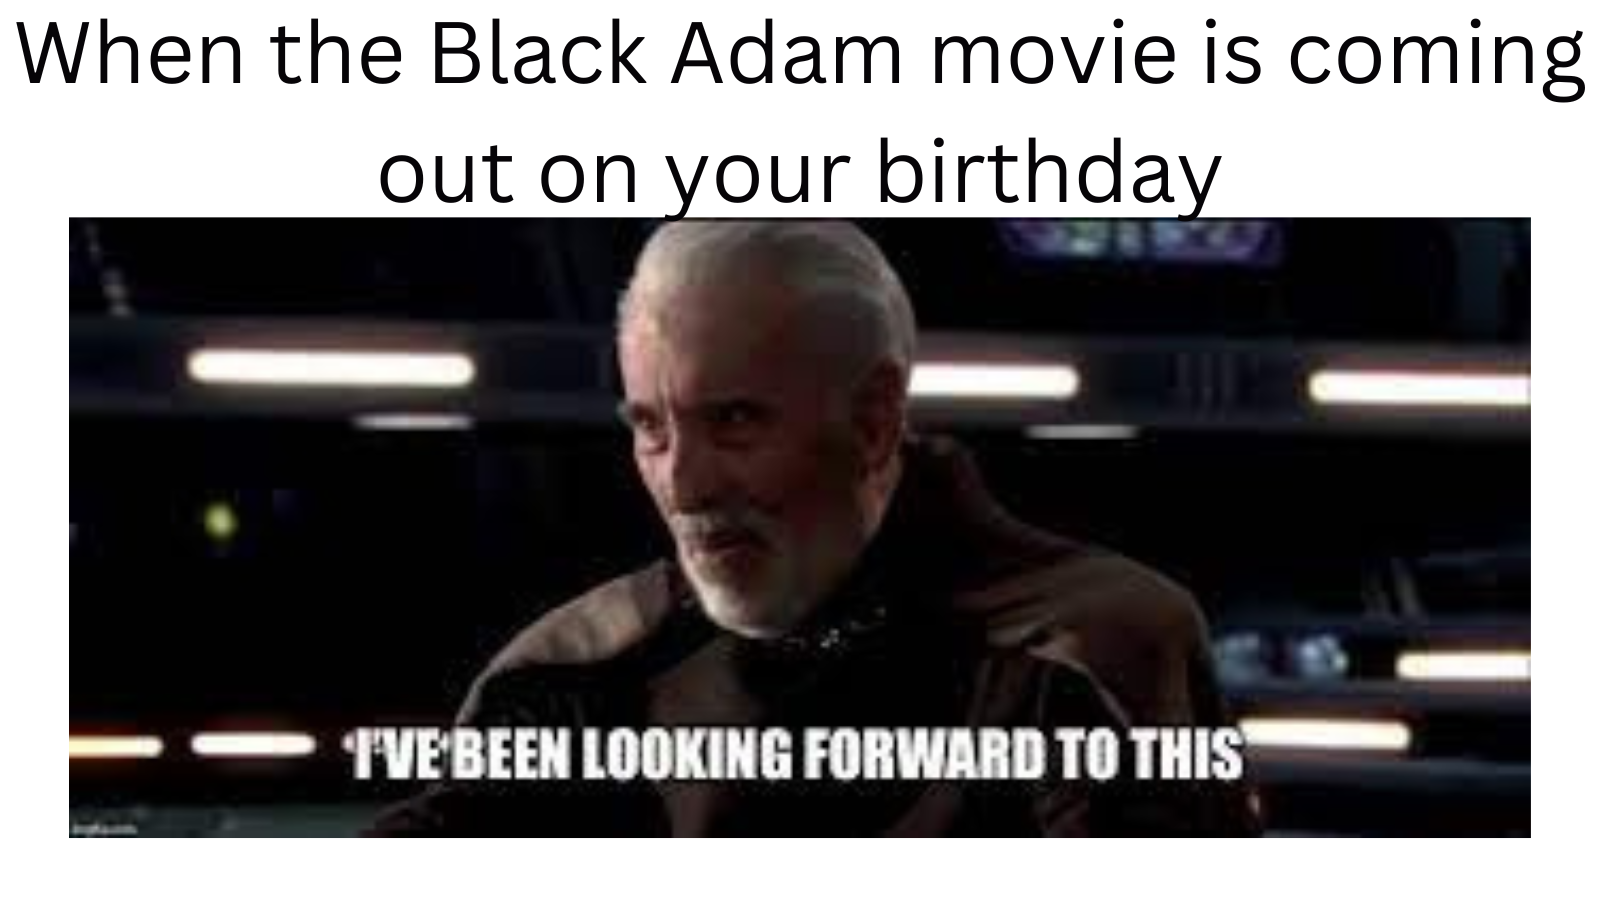 When the Black Adam movie is coming
out on your birthday
I'VE BEEN LOOKING FORWARD TO THIS